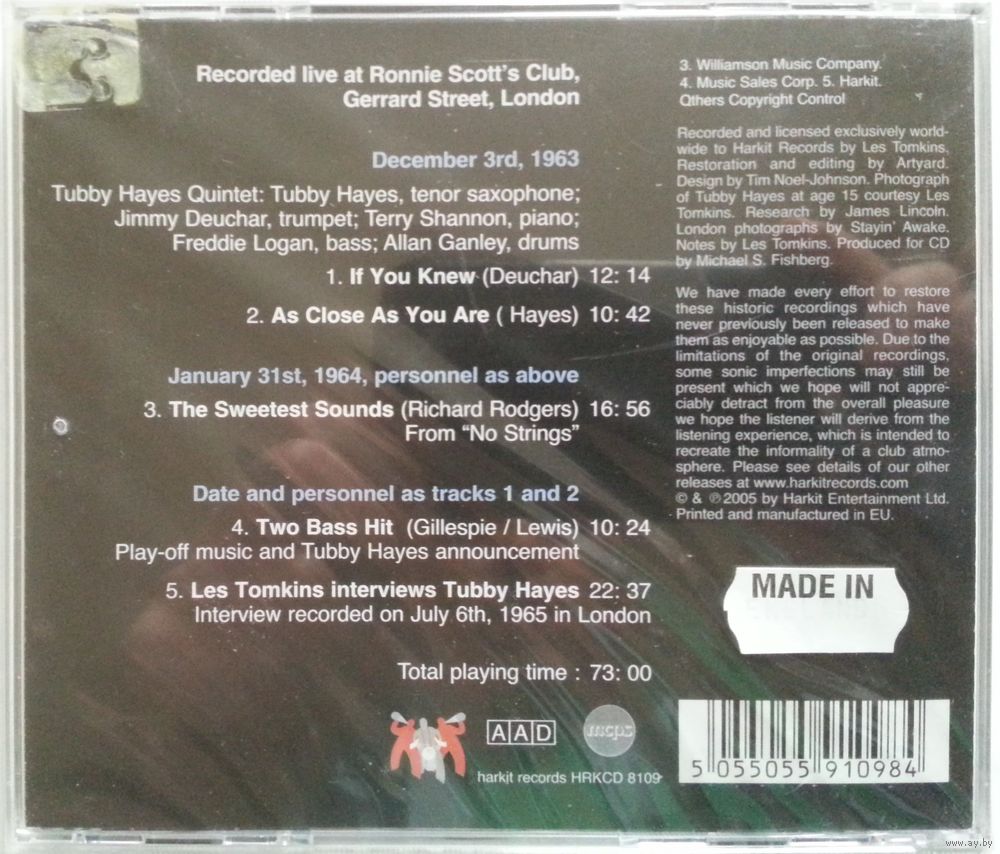 Recorded live at Ronnie Scott's Club,
Gerrard Street, London
December 3rd, 1963
Tubby Hayes Quintet: Tubby Hayes, tenor saxophone;
Jimmy Deuchar, trumpet; Terry Shannon, piano;
Freddie Logan, bass; Allan Ganley, drums
1. If You Knew (Deuchar) 12: 14
2. As Close As You Are ( Hayes) 10: 42
January 31st, 1964, personnel as above
3. The Sweetest Sounds (Richard Rodgers) 16: 56
From “No Strings”
Date and personnel as tracks 1 and 2
4. Two Bass Hit (Gillespie / Lewis) 10: 24
Play-off music and Tubby Hayes announcement
5. Les Tomkins interviews Tubby Hayes 22: 37
Interview recorded on July 6th, 1965 in London
Total playing time : 73: 00
AAD
mcps
harkit records HRKCD 8109
3. Williamson Music Company.
4. Music Sales Corp. 5. Harkit.
Others Copyright Control
Recorded and licensed exclusively world-
wide to Harkit Records by Les Tomkins.
Restoration and editing by Artyard.
Design by Tim Noel-Johnson. Photograph
of Tubby Hayes at age 15 courtesy Les
Tomkins. Research by James Lincoln.
London photographs by Stayin' Awake.
Notes by Les Tomkins. Produced for CD
by Michael S. Fishberg.
We have made every effort to restore
these historic recordings which have
never previously been released to make
them as enjoyable as possible. Due to the
limitations of the original recordings,
some sonic imperfections may still be
present which we hope will not appre-
ciably detract from the overall pleasure
we hope the listener will derive from the
listening experience, which is intended to
recreate the informality of a club atmo-
sphere. Please see details of our other
releases at www.harkitrecords.com
© & ℗2005 by Harkit Entertainment Ltd.
Printed and manufactured in EU.
MADE IN
5 055055 910984
www.ay.by